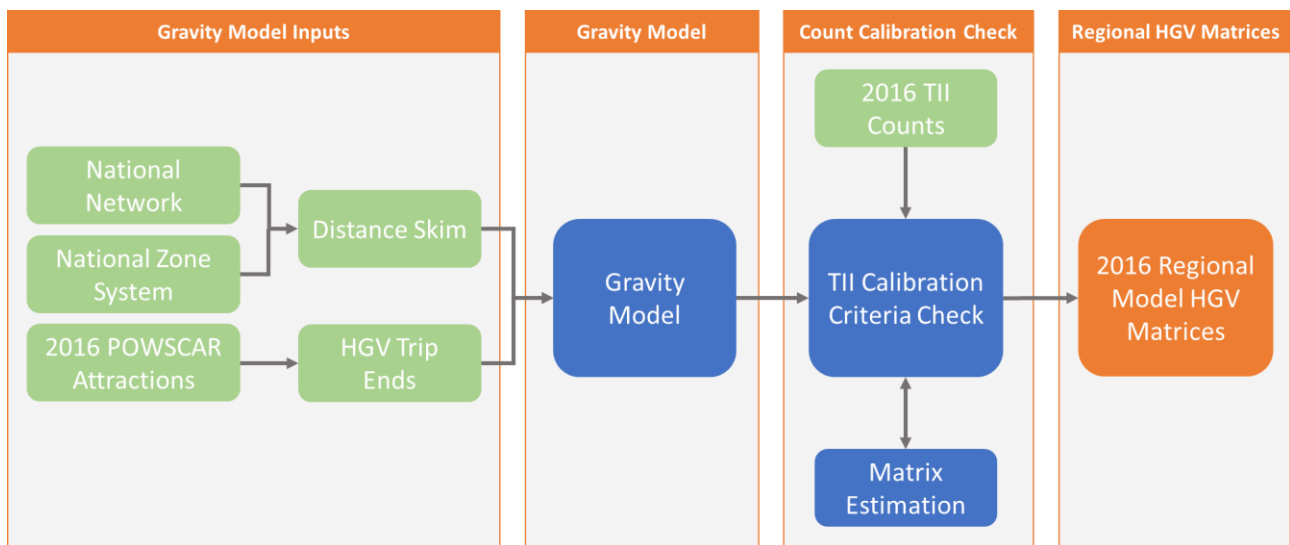 Gravity Model Inputs
Gravity Model
Count Calibration Check
Regional HGV Matrices
National
Network
National Zone
System
2016 POWSCAR
Attractions
Distance Skim
HGV Trip
Ends
Gravity
Model
2016 TII
Counts
TII Calibration
Criteria Check
Matrix
Estimation
2016 Regional
Model HGV
Matrices